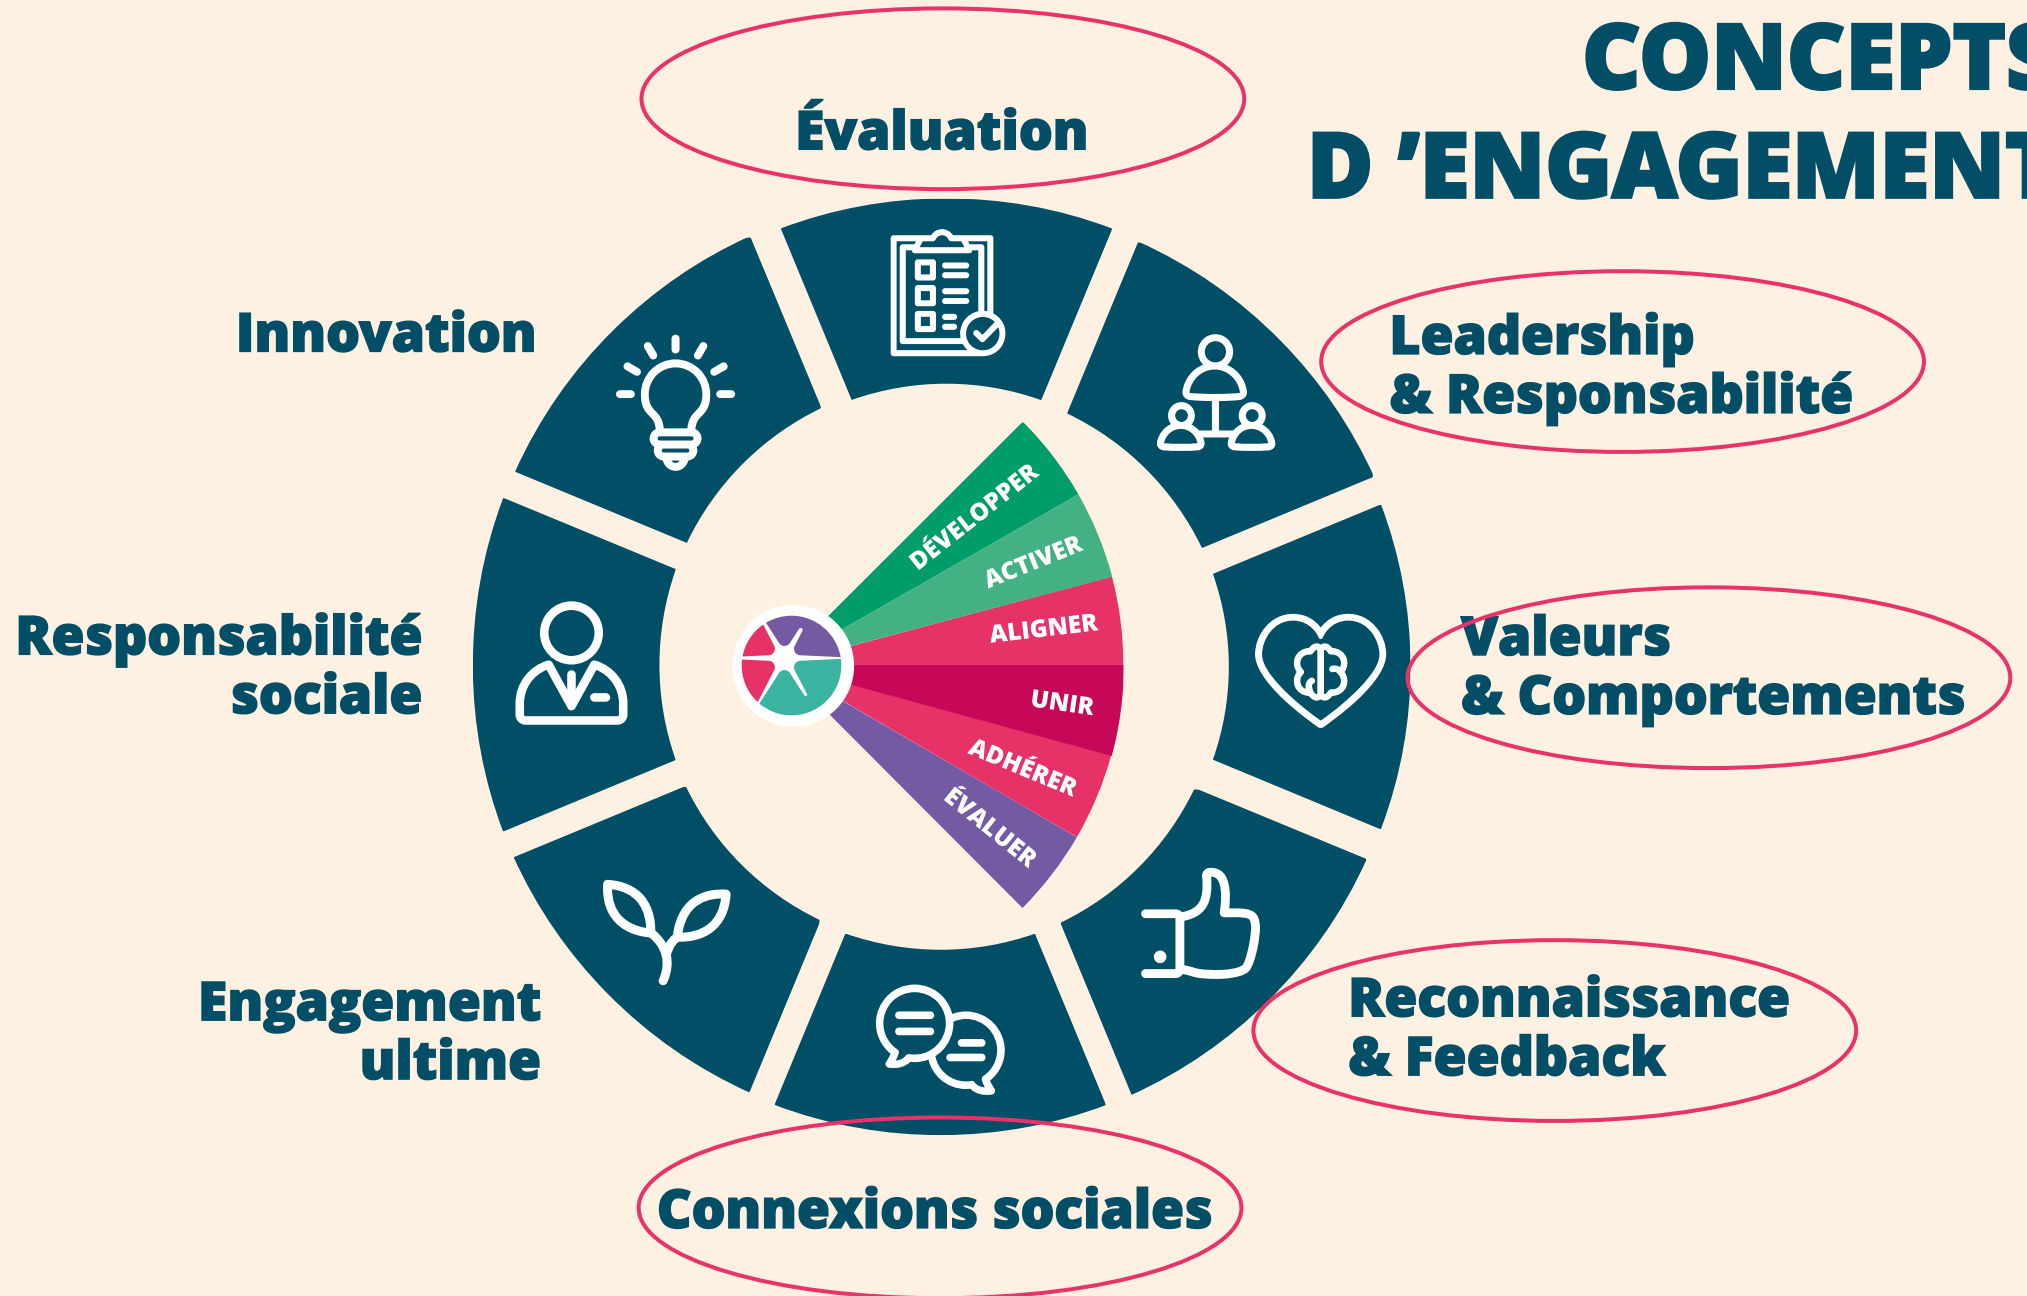 CONCEPTS
D ’ENGAGEMENT
Évaluation
Leadership
& Responsabilité
Valeurs
& Comportements
Reconnaissance
& Feedback
Connexions sociales
Engagement
ultime
Responsabilité
sociale
Innovation
DÉVELOPPER
ACTIVER
ALIGNER
UNIR
ADHÉRER
ÉVALUER